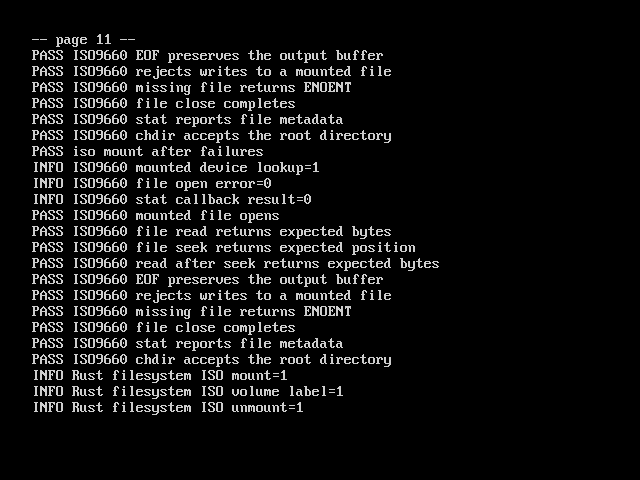 -- page 11 --
PASS ISO9660 EOF preserves the output buffer
PASS ISO9660 rejects writes to a mounted file
PASS ISO9660 missing file returns ENOENT
PASS ISO9660 file close completes
PASS ISO9660 stat reports file metadata
PASS ISO9660 chdir accepts the root directory
PASS iso mount after failures
INFO ISO9660 mounted device lookup=1
INFO ISO9660 file open error=0
INFO ISO9660 stat callback result=0
PASS ISO9660 mounted file opens
PASS ISO9660 file read returns expected bytes
PASS ISO9660 file seek returns expected position
PASS ISO9660 read after seek returns expected bytes
PASS ISO9660 EOF preserves the output buffer
PASS ISO9660 rejects writes to a mounted file
PASS ISO9660 missing file returns ENOENT
PASS ISO9660 file close completes
PASS ISO9660 stat reports file metadata
PASS ISO9660 chdir accepts the root directory
INFO Rust filesystem ISO mount=1
INFO Rust filesystem ISO volume label=1
INFO Rust filesystem ISO unmount=1